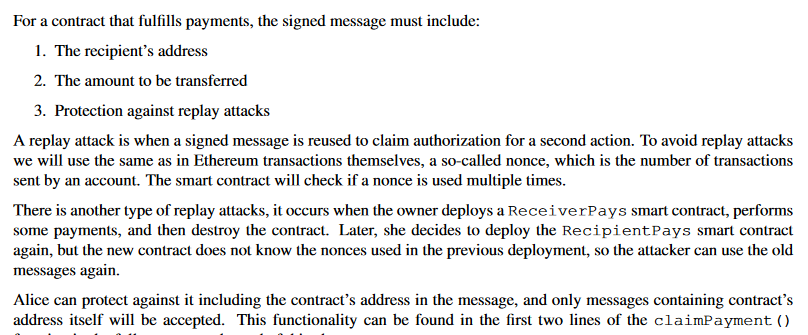 For a contract that fulfills payments, the signed message must include:
1. The recipient's address
2. The amount to be transferred
3. Protection against replay attacks
A replay attack is when a signed message is reused to claim authorization for a second action. To avoid replay attacks
we will use the same as in Ethereum transactions themselves, a so-called nonce, which is the number of transactions
sent by an account. The smart contract will check if a nonce is used multiple times.
There is another type of replay attacks, it occurs when the owner deploys a ReceiverPays smart contract, performs
some payments, and then destroy the contract. Later, she decides to deploy the RecipientPays smart contract
again, but the new contract does not know the nonces used in the previous deployment, so the attacker can use the old
messages again.
Alice can protect against it including the contract's address in the message, and only messages containing contract's
address itself will be accepted. This functionality can be found in the first two lines of the claimPayment()